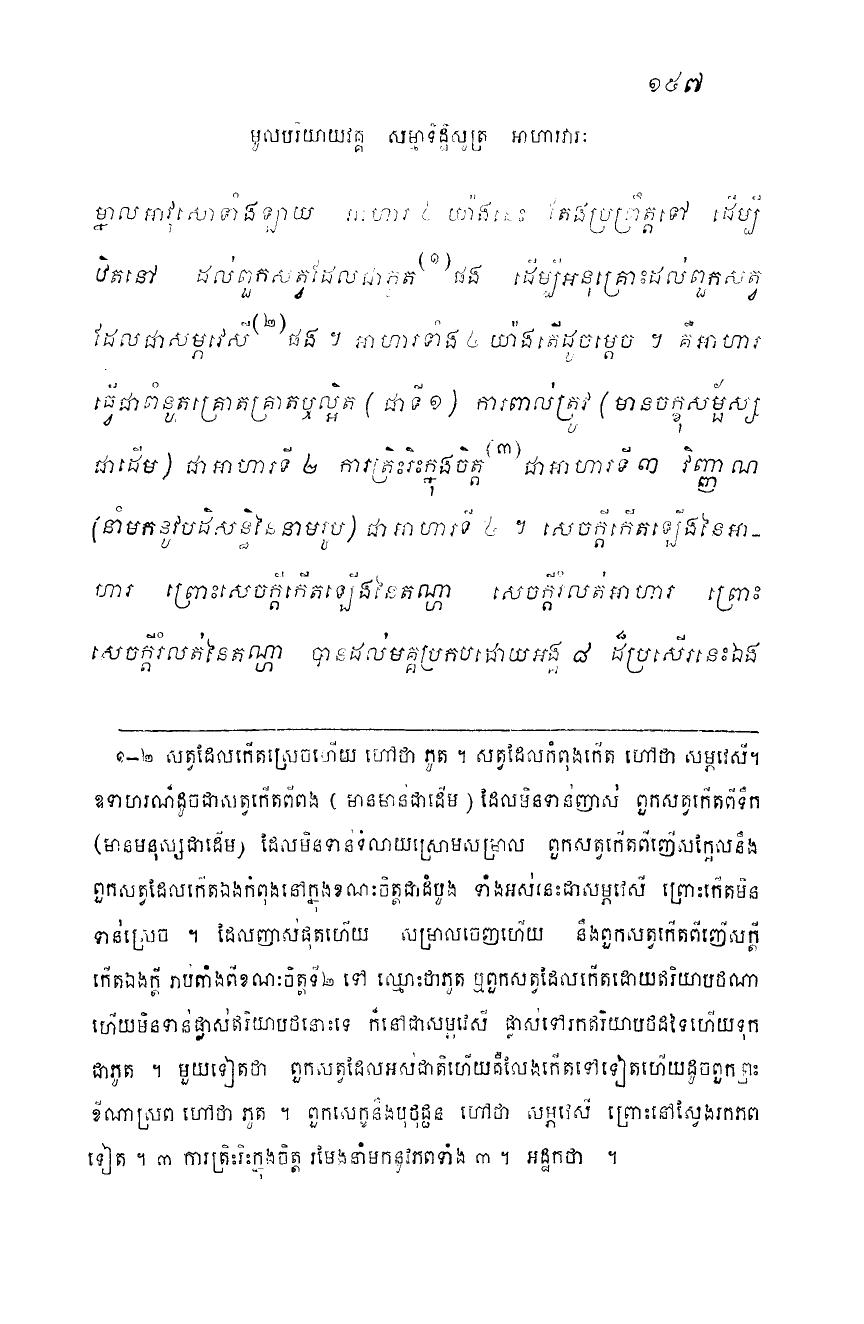 ១៥៧
មូលបរិយាយវគ្គ សម្មាទិដ្ឋិសូត្រ អាហារវារៈ
ម្នាលអាវុសោទាំងឡាយ អាហារ ៤ យ៉ាងនេះ តែងប្រព្រឹត្តទៅ ដើម្បី
ឋិតនៅ ដល់ពួកសត្វដែលជាភូត(១)ផង ដើម្បីអនុគ្រោះដល់ពួកសត្វ
ដែលជាសម្ភវេសី(២)ផង ។ អាហារទាំង ៤ យ៉ាងតើដូចម្តេច ។ គឺអាហារ
ធ្វើជាពំនូតគ្រោតគ្រាតឬល្អិត ( ជាទី១ ) ការពាល់ត្រូវ (មានចក្ខុសម្ផ័ស្ស
ជាដើម ) ជាអាហារទី ២ ការត្រិះរិះក្នុងចិត្ត(៣)ជាអាហារទី ៣ វិញ្ញាណ
(នាំមកនូវបដិសន្ធិនៃនាមរូប) ជាអាហារទី ៤ ។ សេចក្តីកើតឡើងនៃអា-
ហារ ព្រោះសេចក្តីកើតឡើងនៃតណ្ហា សេចក្តីរំលត់អាហារ ព្រោះ
សេចក្តីរំលត់នៃតណ្ហា បានដល់មគ្គប្រកបដោយអង្គ ៨ ដ៏ប្រសើរនេះឯង
១-២ សត្វដែលកើតស្រេចហើយ ហៅថា ភូត ។ សត្វដែលកំពុងកើត ហៅថា សម្ភវេសី។
ឧទាហរណ៍ដូចជាសត្វកើតពីពង ( មានមាន់ជាដើម ) ដែលមិនទាន់ញាស់ ពួកសត្វកើតពីទឹក
(មានមនុស្សជាដើម) ដែលមិនទាន់ទំលាយស្រោមសម្រាល ពួកសត្វកើតពីញើសក្អែលនឹង
ពួកសត្វដែលកើតឯងកំពុងនៅក្នុងខណៈចិត្តជាដំបូង ទាំងអស់នេះជាសម្ភវេសី ព្រោះកើតមិន
ទាន់ស្រេច ។ ដែលញាស់ផុតហើយ សម្រាលចេញហើយ នឹងពួកសត្វកើតពីញើសក្តី
កើតឯងក្តី រាប់តាំងពីខណៈចិត្តទី២ ទៅ ឈ្មោះជាភូត ឬពួកសត្វដែលកើតដោយឥរិយាបថណា
ហើយមិនទាន់ផ្លាស់ឥរិយាបថនោះទេ ក៏នៅជាសម្ភវេសី ផ្លាស់ទៅរកឥរិយាបថដទៃហើយទុក
ជាភូត ។ មួយទៀតថា ពួកសត្វដែលអស់ជាតិហើយគឺលែងកើតទៅទៀតហើយដូចពួកព្រះ
ខីណាស្រព ហៅថា ភូត ។ ពួកសេក្ខនឹងបុថុជ្ជន ហៅថា សម្ភវេសី ព្រោះនៅស្វែងរកភព
ទៀត ។ ៣ ការត្រិះរិះក្នុងចិត្ត រមែងនាំមកនូវភពទាំង ៣ ។ អដ្ឋកថា ។